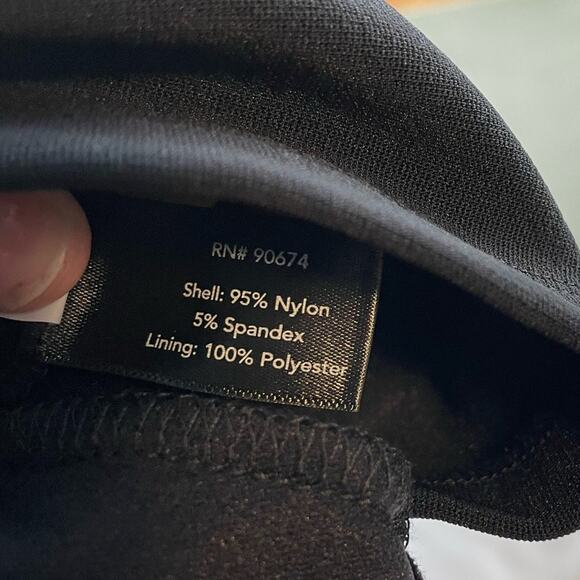 RN# 90674
Shell: 95% Nylon
5% Spandex
Lining: 100% Polyester